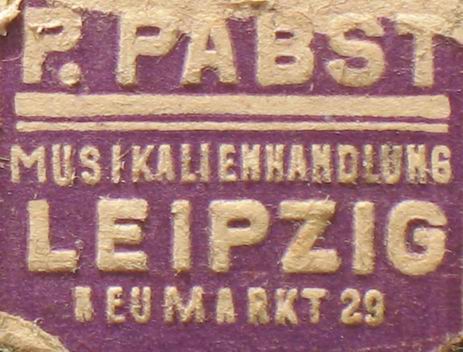 P. PABST
MUSIKALIENHANDLUNG
LEIPZIG
NEUMARKT 29